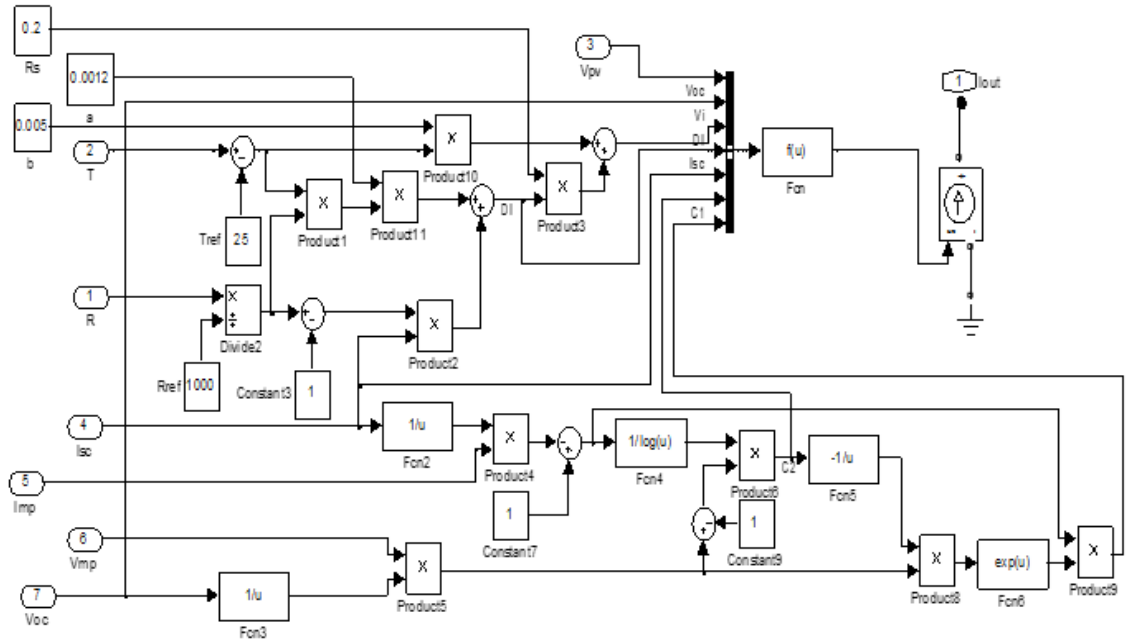 0.2
Rs
3
Vpv
0.0012
a
0.005
b
2
T
Voc
Vi
DI
Isc
C1
f(u)
Fcn
1
Iout
X
Product10
X
Product1
X
Product11
DI
X
Product3
Tref
25
1
R
X
÷
Divide2
Rref
1000
Constant3
1
X
Product2
4
Isc
1/u
Fcn2
X
Product4
1/log(u)
Fcn4
X
Product6
C2
-1/u
Fcn5
5
Imp
1
Constant7
1
Constant9
6
Vmp
X
Product5
X
Product8
exp(u)
Fcn6
X
Product9
7
Voc
1/u
Fcn3